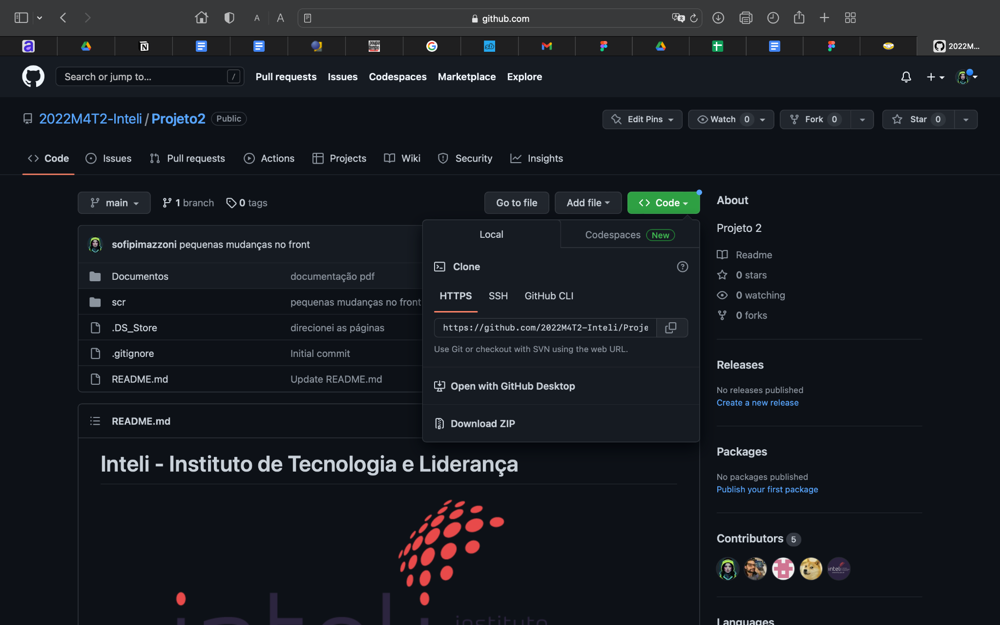 A A github.com
2022M...
Search or jump to... / Pull requests Issues Codespaces Marketplace Explore
2022M4T2-Inteli / Projeto2 Public Edit Pins Watch 0 Fork 0 Star 0
Code Issues Pull requests Actions Projects Wiki Security Insights
main 1 branch 0 tags Go to file Add file Code
sofipimazzoni pequenas mudanças no front
Documentos documentação pdf
scr pequenas mudanças no front
.DS_Store direcionei as páginas
.gitignore Initial commit
README.md Update README.md
Local Codespaces New
Clone
HTTPS SSH GitHub CLI
https://github.com/2022M4T2-Inteli/Proje
Use Git or checkout with SVN using the web URL.
Open with GitHub Desktop
Download ZIP
README.md
Inteli - Instituto de Tecnologia e Liderança
inteli
instituto
About
Projeto 2
Readme
0 stars
0 watching
0 forks
Releases
No releases published
Create a new release
Packages
No packages published
Publish your first package
Contributors 5
inteli
Languages